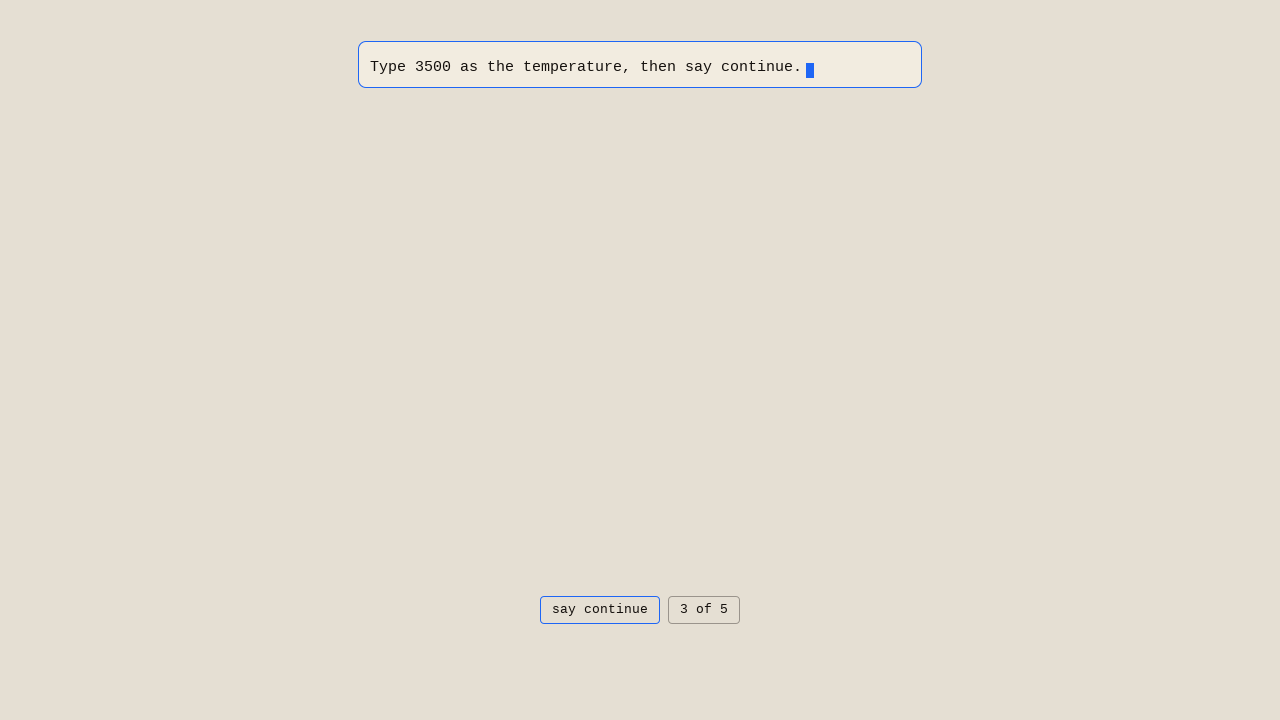 Type 3500 as the temperature, then say continue.
say continue
3 of 5